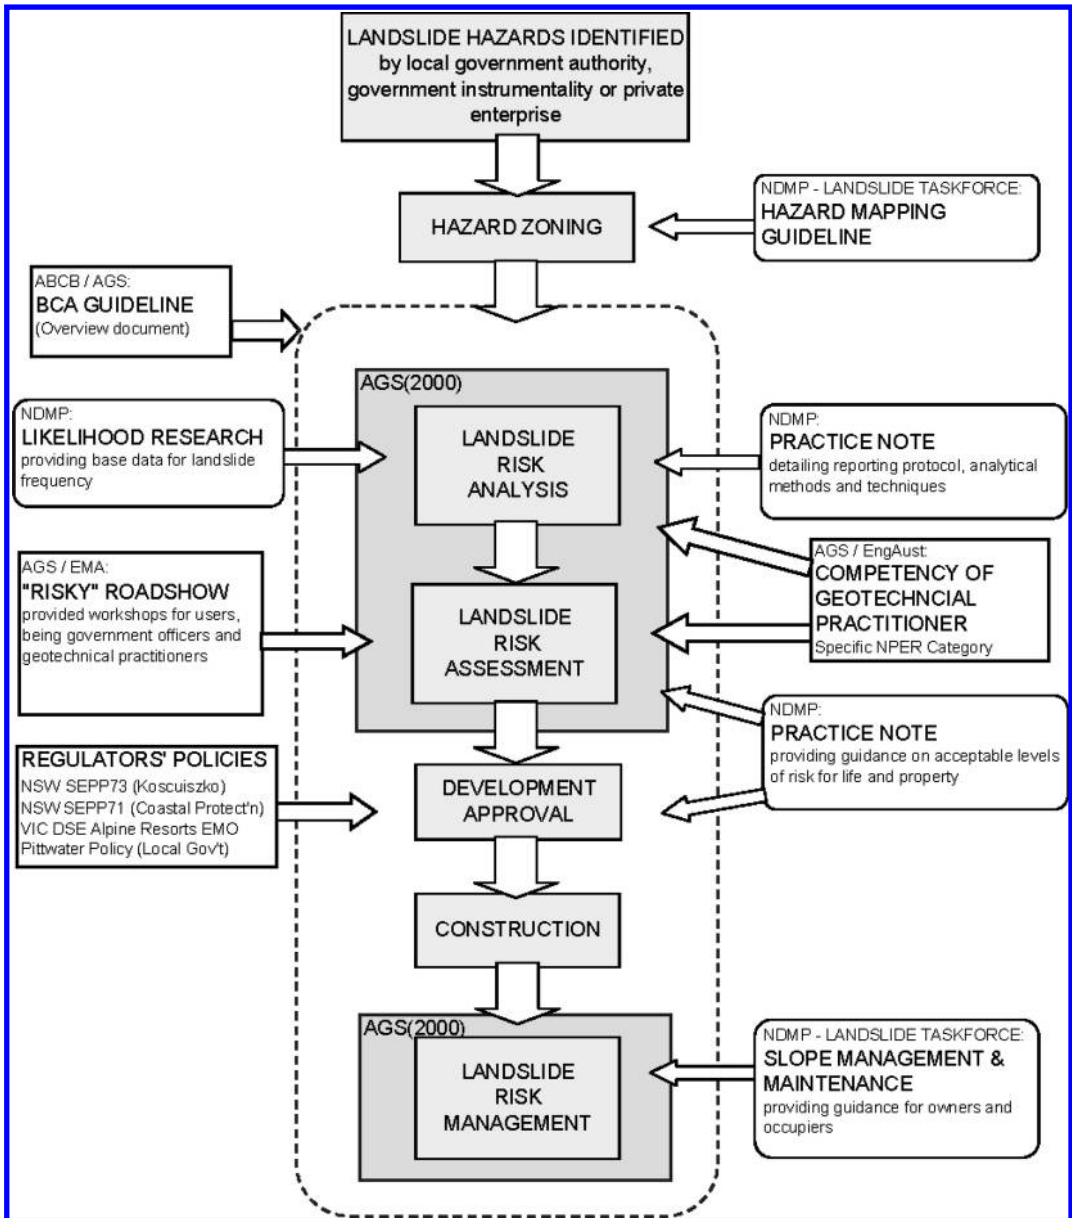 LANDSLIDE HAZARDS IDENTIFIED
by local government authority,
government instrumentality or private
enterprise
HAZARD ZONING
NDMP - LANDSLIDE TASKFORCE:
HAZARD MAPPING
GUIDELINE
ABCB / AGS:
BCA GUIDELINE
(Overview document)
AGS(2000)
LANDSLIDE
RISK
ANALYSIS
NDMP:
LIKELIHOOD RESEARCH
providing base data for landslide
frequency
NDMP:
PRACTICE NOTE
detailing reporting protocol, analytical
methods and techniques
AGS / EMA:
"RISKY" ROADSHOW
provided workshops for users,
being government officers and
geotechnical practitioners
LANDSLIDE
RISK
ASSESSMENT
AGS / EngAust:
COMPETENCY OF
GEOTECHNCIAL
PRACTITIONER
Specific NPER Category
NDMP:
PRACTICE NOTE
providing guidance on acceptable levels
of risk for life and property
REGULATORS' POLICIES
NSW SEPP73 (Koscuiszko)
NSW SEPP71 (Coastal Protect'n)
VIC DSE Alpine Resorts EMO
Pittwater Policy (Local Gov't)
DEVELOPMENT
APPROVAL
CONSTRUCTION
AGS(2000)
LANDSLIDE
RISK
MANAGEMENT
NDMP - LANDSLIDE TASKFORCE:
SLOPE MANAGEMENT &
MAINTENANCE
providing guidance for owners and
occupiers